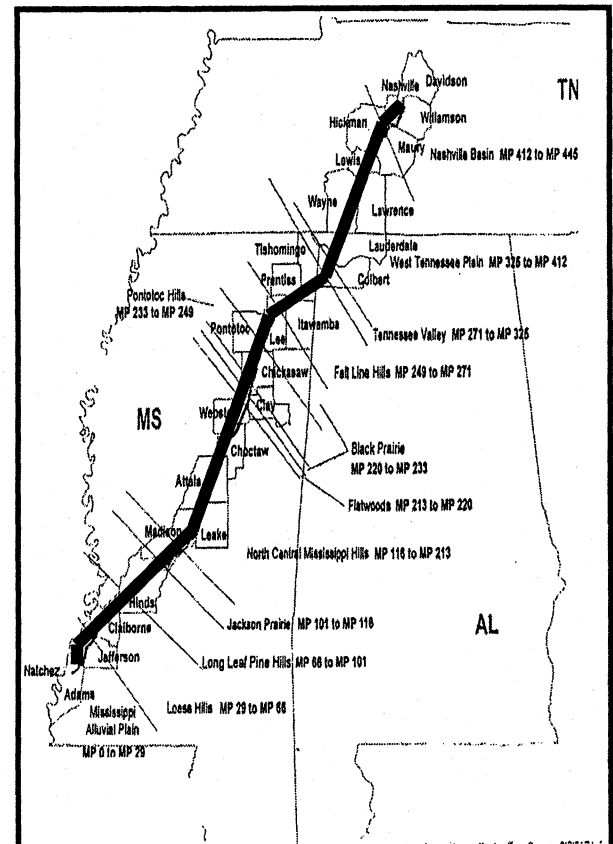 Nashville
Davidson
TN
Hickman
Williamson
Maury
Nashville Basin MP 412 to MP 445
Lewis
Wayne
Lawrence
Lauderdale
Tishomingo
West Tennessee Plain MP 325 to MP 412
Colbert
Prentiss
Pontotoc Hills
MP 233 to MP 249
Itawamba
Pontotoc
Lee
Tennessee Valley MP 271 to MP 325
Chickasaw
Fall Line Hills MP 249 to MP 271
Clay
Webster
MS
Choctaw
Black Prairie
MP 220 to MP 233
Attala
Flatwoods MP 213 to MP 220
Madison
Leake
North Central Mississippi Hills MP 116 to MP 213
Hinds
Jackson Prairie MP 101 to MP 116
AL
Claiborne
Jefferson
Long Leaf Pine Hills MP 66 to MP 101
Natchez
Adams
Loess Hills MP 29 to MP 66
Mississippi
Alluvial Plain
MP 0 to MP 29